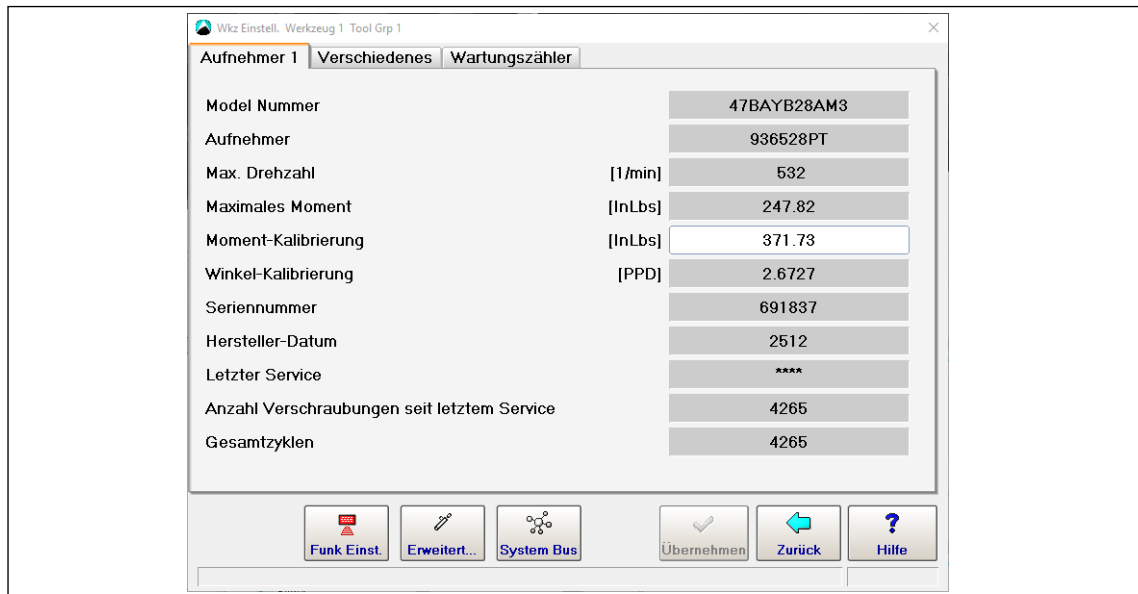 Wkz Einstell. Werkzeug 1 Tool Grp 1
Aufnehmer 1 Verschiedenes Wartungszähler
Model Nummer 47BAYB28AM3
Aufnehmer 936528PT
Max. Drehzahl [1/min] 532
Maximales Moment [InLbs] 247.82
Moment-Kalibrierung [InLbs] 371.73
Winkel-Kalibrierung [PPD] 2.6727
Seriennummer 691837
Hersteller-Datum 2512
Letzter Service ****
Anzahl Verschraubungen seit letztem Service 4265
Gesamtzyklen 4265
Funk Einst. Erweitert... System Bus Übernehmen Zurück Hilfe